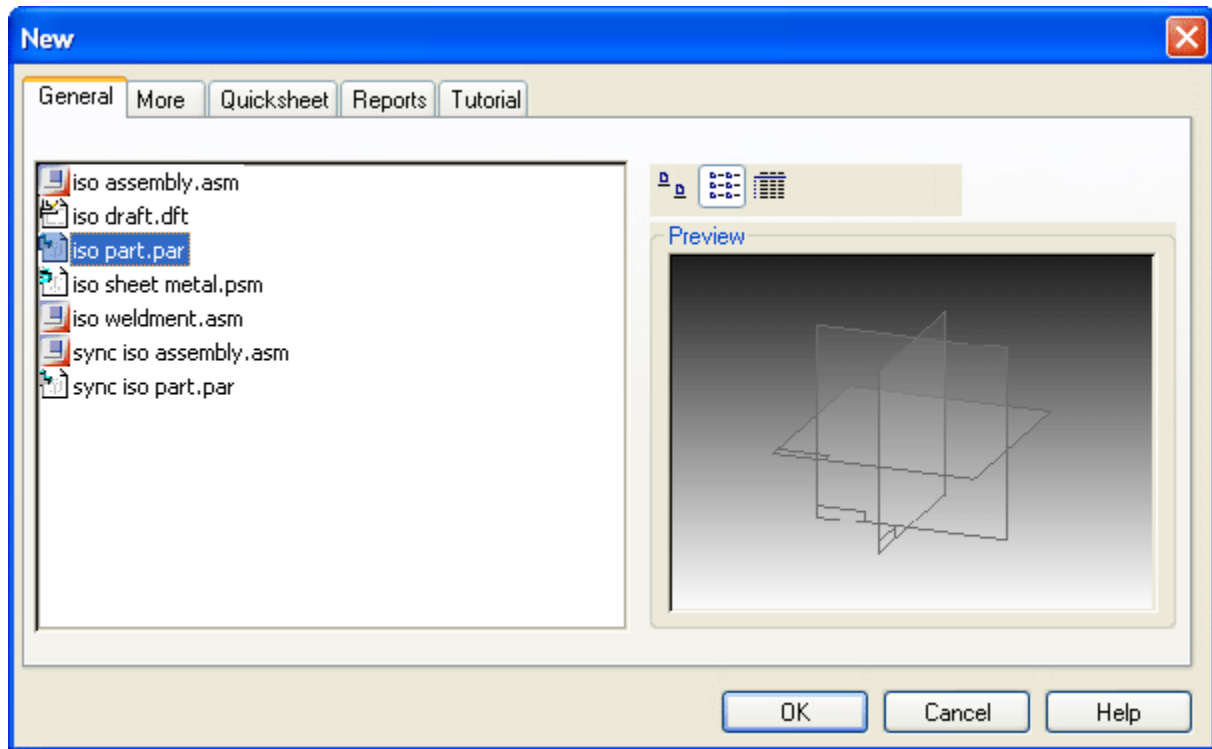 New
General More Quicksheet Reports Tutorial
iso assembly.asm
iso draft.dft
iso part.par
iso sheet metal.psm
iso weldment.asm
sync iso assembly.asm
sync iso part.par
Preview
OK Cancel Help